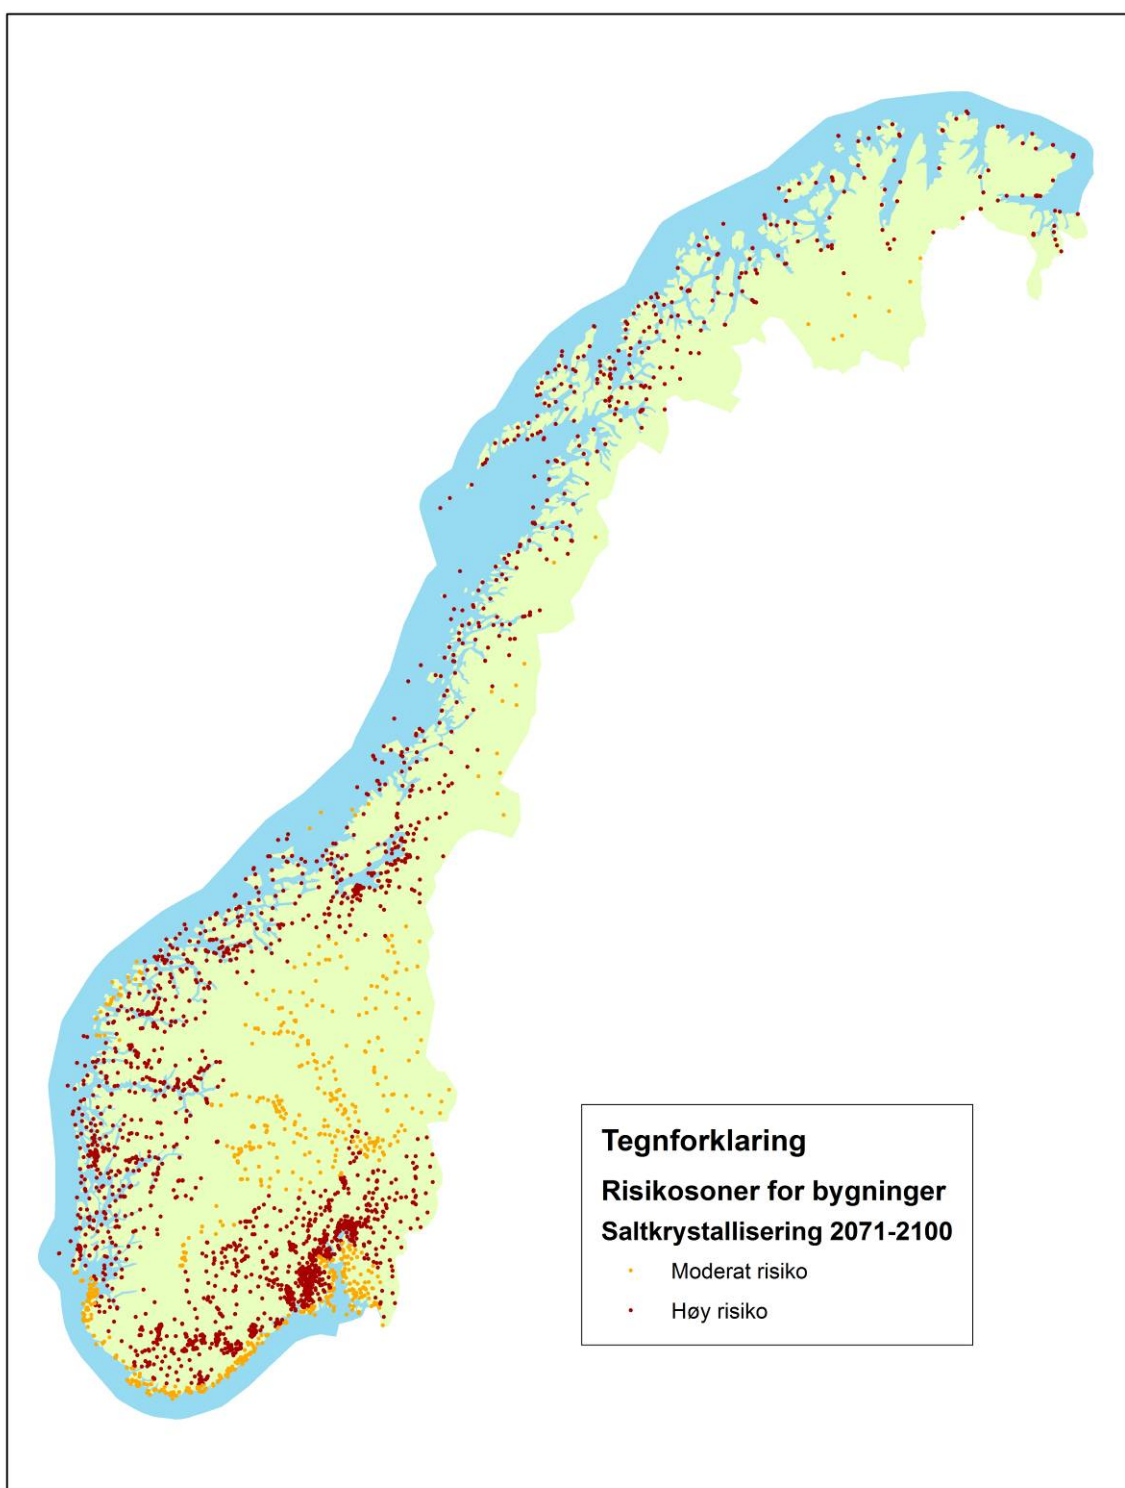 Tegnforklaring
Risikosoner for bygninger
Saltkrystallisering 2071-2100
Moderat risiko
Høy risiko